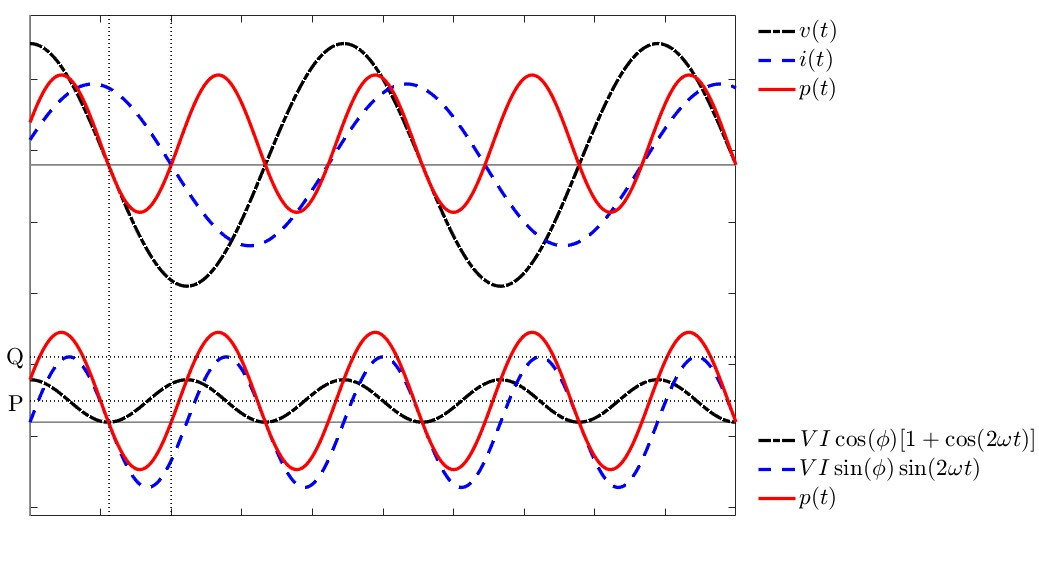 v(t)
i(t)
p(t)
Q
P
VI cos(ϕ)[1 + cos(2ωt)]
VI sin(ϕ) sin(2ωt)
p(t)